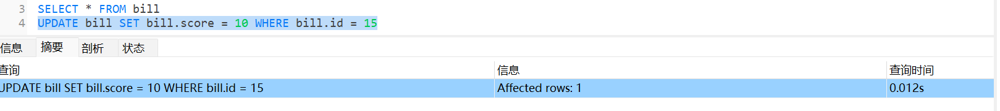 3 SELECT * FROM bill
4 UPDATE bill SET bill.score = 10 WHERE bill.id = 15
信息 摘要 剖析 状态
查询 信息 查询时间
UPDATE bill SET bill.score = 10 WHERE bill.id = 15 Affected rows: 1 0.012s